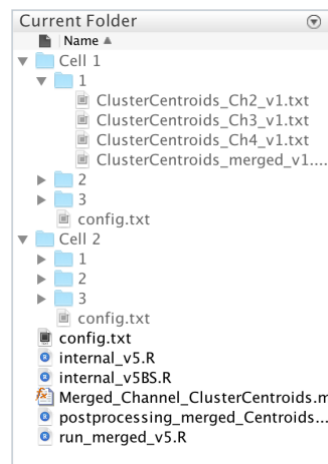 Current Folder
Name
Cell 1
1
ClusterCentroids_Ch2_v1.txt
ClusterCentroids_Ch3_v1.txt
ClusterCentroids_Ch4_v1.txt
ClusterCentroids_merged_v1....
2
3
config.txt
Cell 2
1
2
3
config.txt
config.txt
internal_v5.R
internal_v5BS.R
Merged_Channel_ClusterCentroids.m
postprocessing_merged_Centroids...
run_merged_v5.R